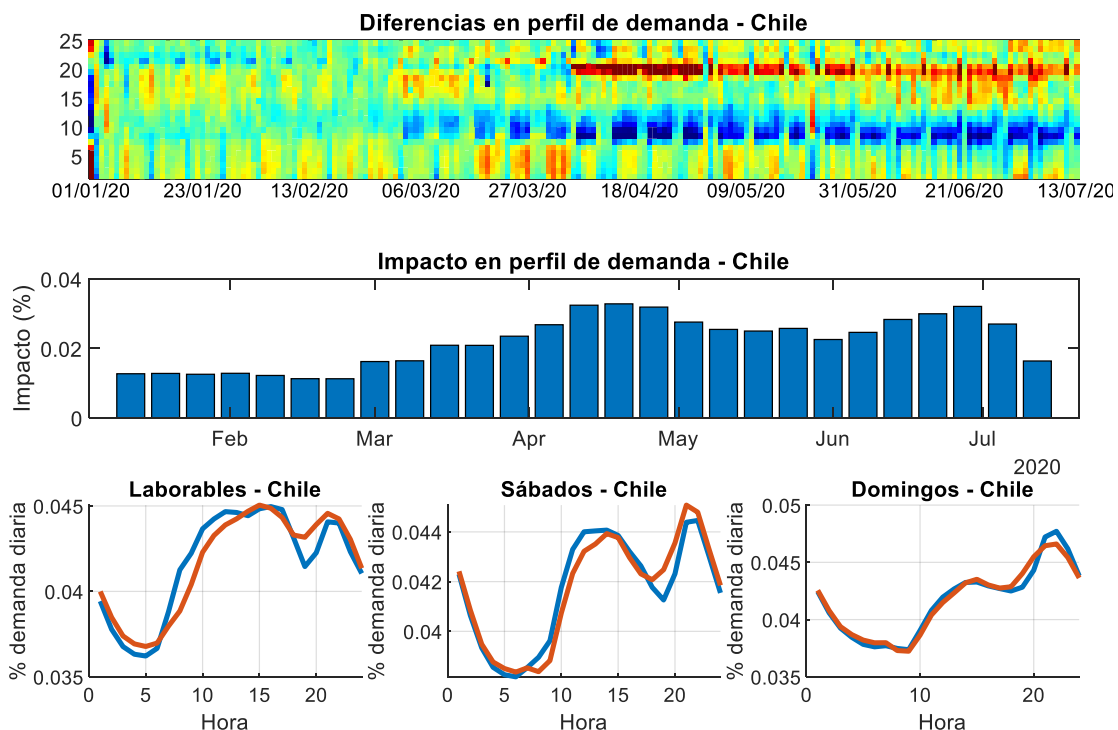 Diferencias en perfil de demanda - Chile
25
20
15
10
5
01/01/20 23/01/20 13/02/20 06/03/20 27/03/20 18/04/20 09/05/20 31/05/20 21/06/20 13/07/20
Impacto en perfil de demanda - Chile
Impacto (%)
0.04
0.02
0
Feb Mar Apr May Jun Jul
2020
Laborables - Chile
% demanda diaria
0.045
0.04
0.035
0 5 10 15 20
Hora
Sábados - Chile
% demanda diaria
0.044
0.042
0.04
0 5 10 15 20
Hora
Domingos - Chile
% demanda diaria
0.05
0.045
0.04
0.035
0 10 20
Hora